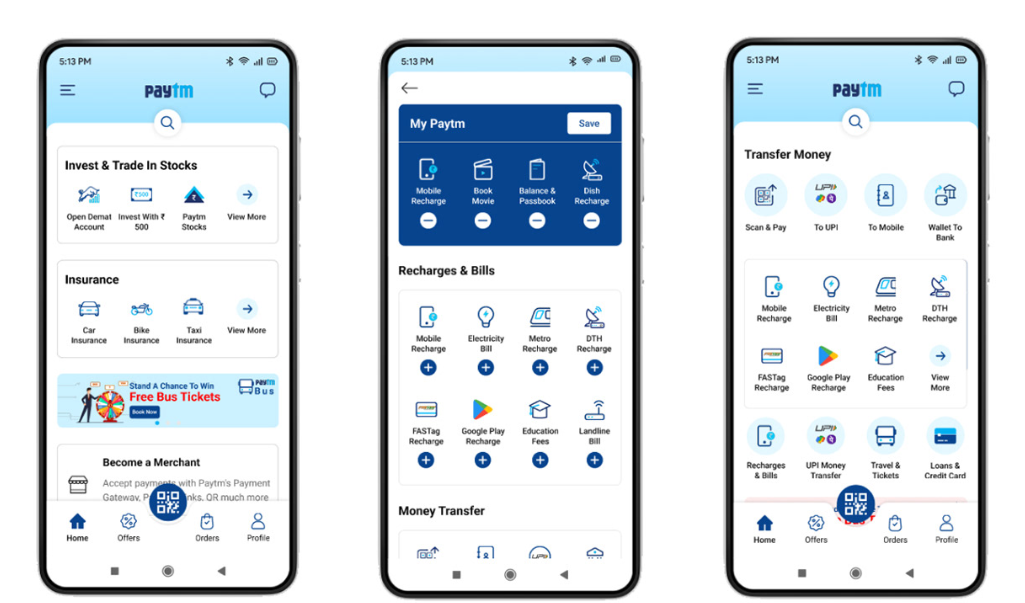 5:13 PM
paytm
Invest & Trade In Stocks
Open Demat Account
Invest With ₹ 500
Paytm Stocks
View More
Insurance
Car Insurance
Bike Insurance
Taxi Insurance
View More
Stand A Chance To Win
Free Bus Tickets
Book Now
paytm
Bus
Become a Merchant
Accept payments with Paytm's Payment
QR much more
Home
Offers
Orders
Profile
5:13 PM
My Paytm
Save
Mobile Recharge
Book Movie
Balance & Passbook
Dish Recharge
Recharges & Bills
Mobile Recharge
Electricity Bill
Metro Recharge
DTH Recharge
FASTag Recharge
Google Play Recharge
Education Fees
Landline Bill
Money Transfer
UPI
5:13 PM
paytm
Transfer Money
UPI
Scan & Pay
To UPI
To Mobile
Wallet To Bank
Mobile Recharge
Electricity Bill
Metro Recharge
DTH Recharge
FASTag Recharge
Google Play Recharge
Education Fees
View More
UPI
Recharges & Bills
UPI Money Transfer
Travel & Tickets
Loans & Credit Card
Home
Offers
Orders
Profile